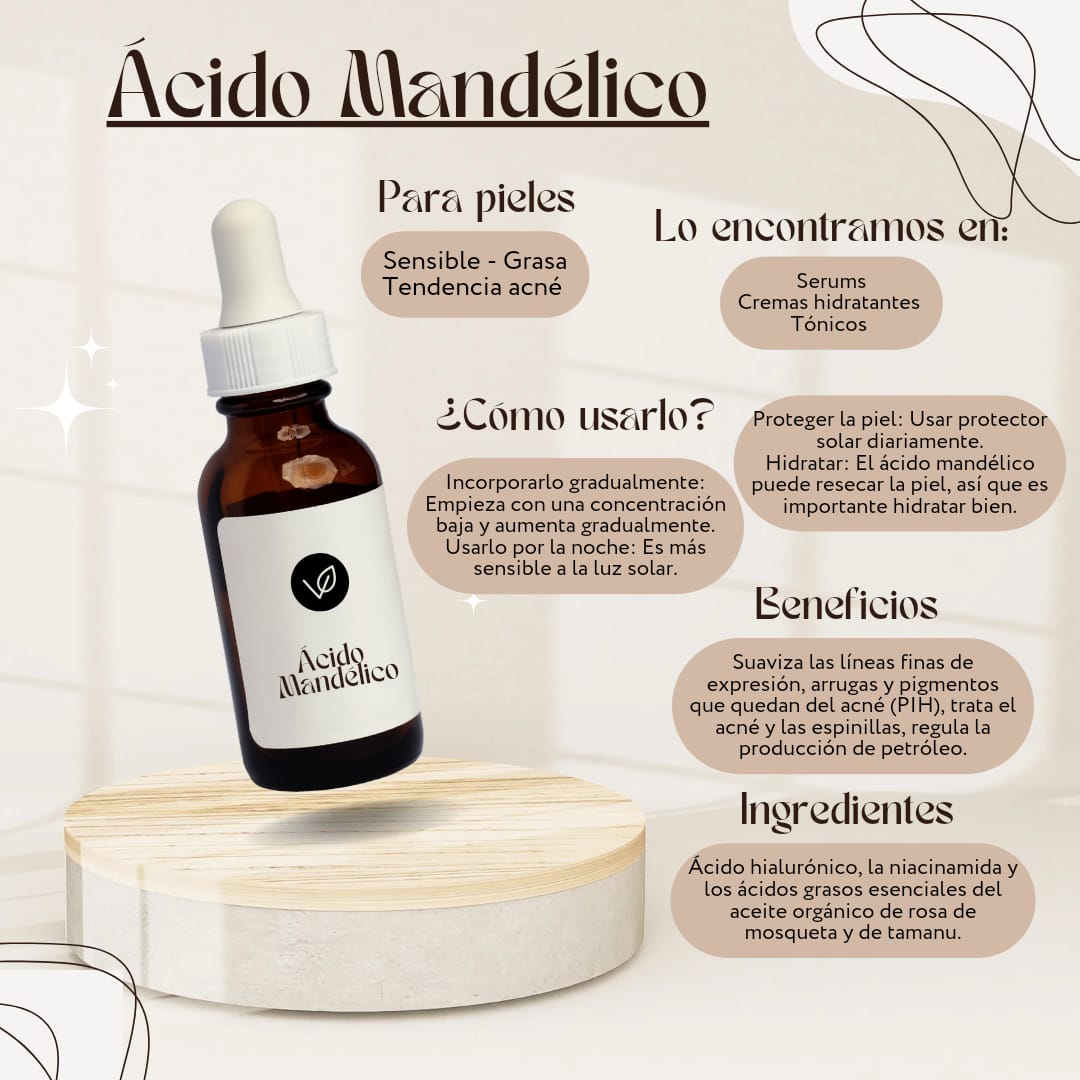 Ácido Mandélico
Para pieles
Sensible - Grasa
Tendencia acné
Lo encontramos en:
Serums
Cremas hidratantes
Tónicos
¿Cómo usarlo?
Incorporarlo gradualmente:
Empieza con una concentración
baja y aumenta gradualmente.
Usarlo por la noche: Es más
sensible a la luz solar.
Proteger la piel: Usar protector
solar diariamente.
Hidratar: El ácido mandélico
puede resecar la piel, así que es
importante hidratar bien.
Ácido
Mandélico
Beneficios
Suaviza las líneas finas de
expresión, arrugas y pigmentos
que quedan del acné (PIH), trata el
acné y las espinillas, regula la
producción de petróleo.
Ingredientes
Ácido hialurónico, la niacinamida y
los ácidos grasos esenciales del
aceite orgánico de rosa de
mosqueta y de tamanu.